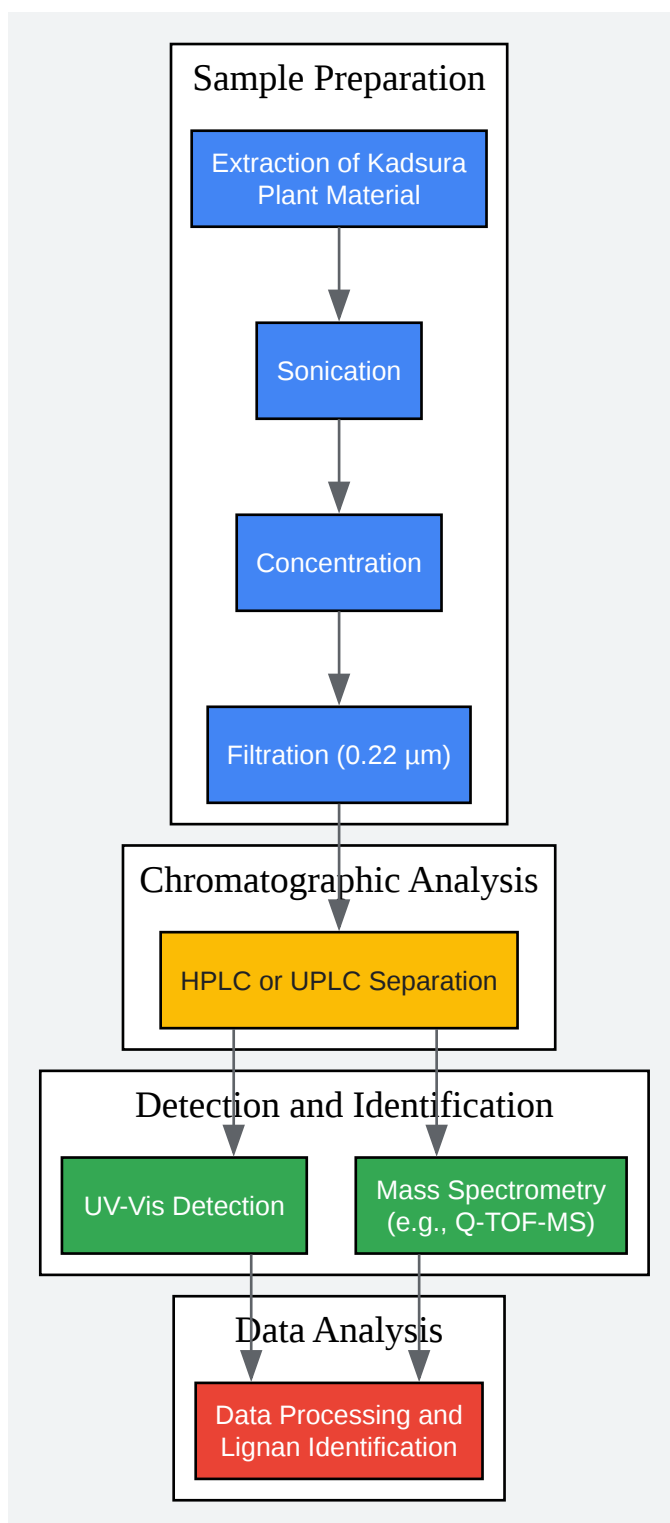 Sample Preparation
Extraction of Kadsura
Plant Material
Sonication
Concentration
Filtration (0.22 µm)
Chromatographic Analysis
HPLC or UPLC Separation
Detection and Identification
UV-Vis Detection
Mass Spectrometry
(e.g., Q-TOF-MS)
Data Analysis
Data Processing and
Lignan Identification